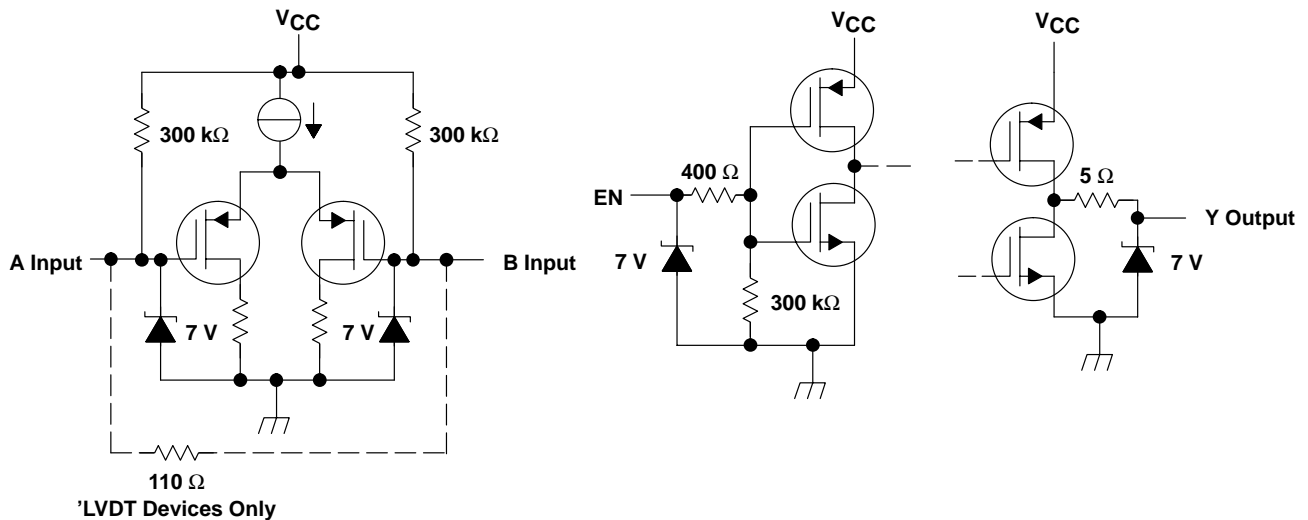 VCC
300 kΩ
300 kΩ
A Input
B Input
7 V
7 V
110 Ω
’LVDT Devices Only
VCC
400 Ω
EN
7 V
300 kΩ
VCC
5 Ω
Y Output
7 V